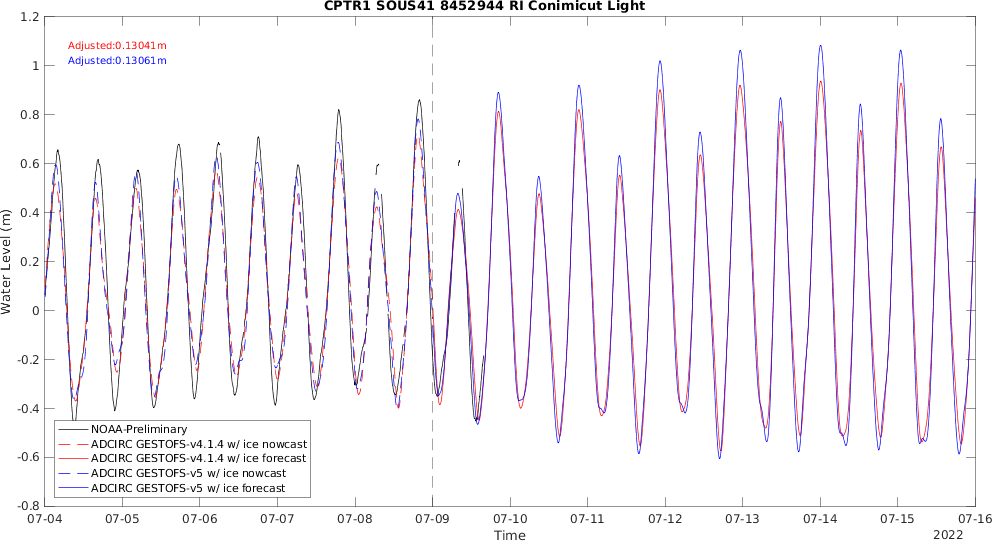 CPTR1 SOUS41 8452944 RI Conimicut Light
Adjusted:0.13041m
Adjusted:0.13061m
Water Level (m)
1.2
1
0.8
0.6
0.4
0.2
0
-0.2
-0.4
-0.6
-0.8
NOAA-Preliminary
ADCIRC GESTOFS-v4.1.4 w/ ice nowcast
ADCIRC GESTOFS-v4.1.4 w/ ice forecast
ADCIRC GESTOFS-v5 w/ ice nowcast
ADCIRC GESTOFS-v5 w/ ice forecast
07-04 07-05 07-06 07-07 07-08 07-09 07-10 07-11 07-12 07-13 07-14 07-15 07-16
Time
2022